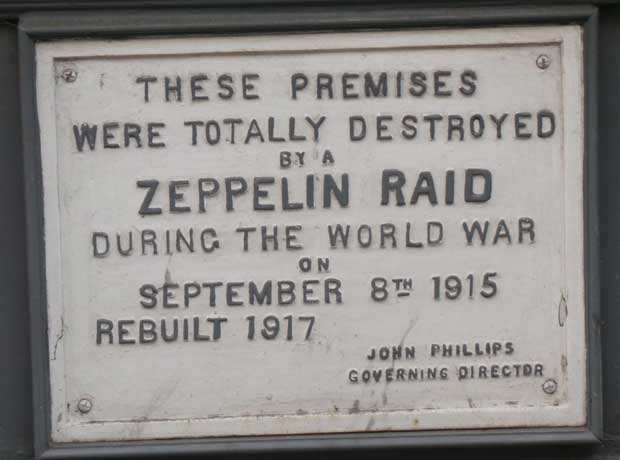 THESE PREMISES
WERE TOTALLY DESTROYED
BY A
ZEPPELIN RAID
DURING THE WORLD WAR
ON
SEPTEMBER 8TH 1915
REBUILT 1917
JOHN PHILLIPS
GOVERNING DIRECTOR